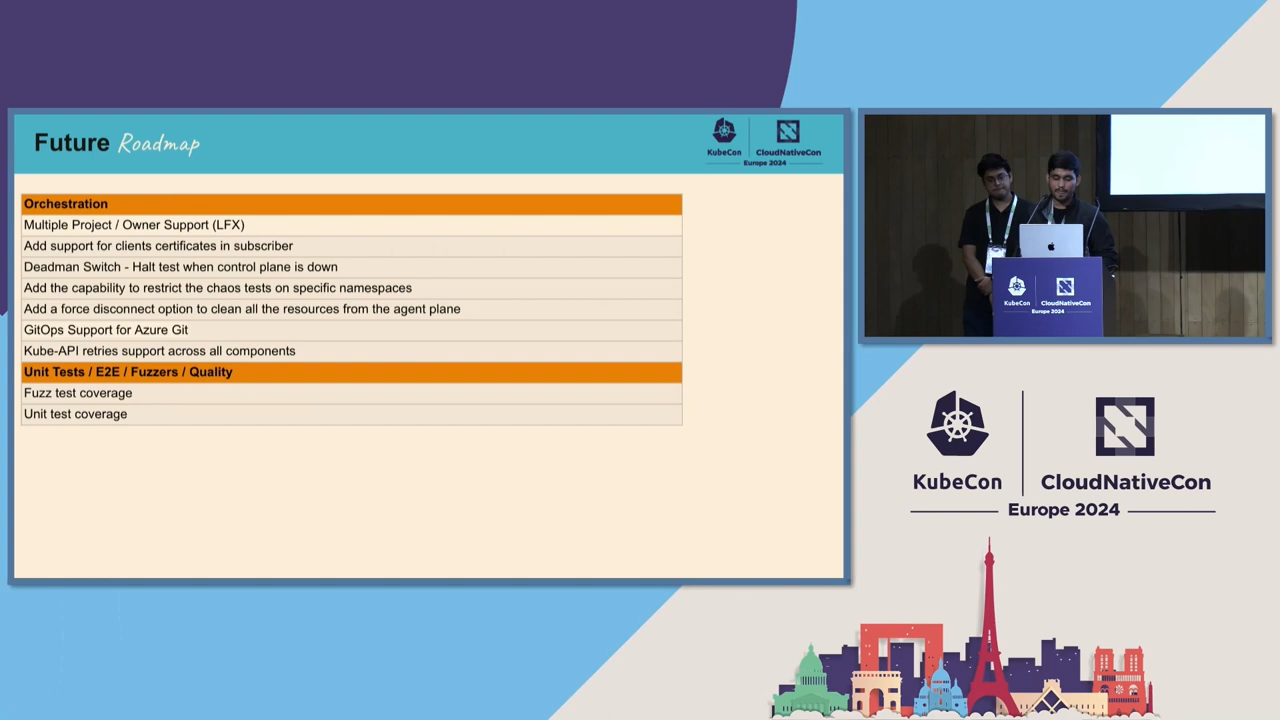 Future Roadmap
KubeCon
CloudNativeCon
Europe 2024
Orchestration
Multiple Project / Owner Support (LFX)
Add support for clients certificates in subscriber
Deadman Switch - Halt test when control plane is down
Add the capability to restrict the chaos tests on specific namespaces
Add a force disconnect option to clean all the resources from the agent plane
GitOps Support for Azure Git
Kube-API retries support across all components
Unit Tests / E2E / Fuzzers / Quality
Fuzz test coverage
Unit test coverage
KubeCon
CloudNativeCon
Europe 2024
KubeCon
CloudNativeCon
Europe 2024